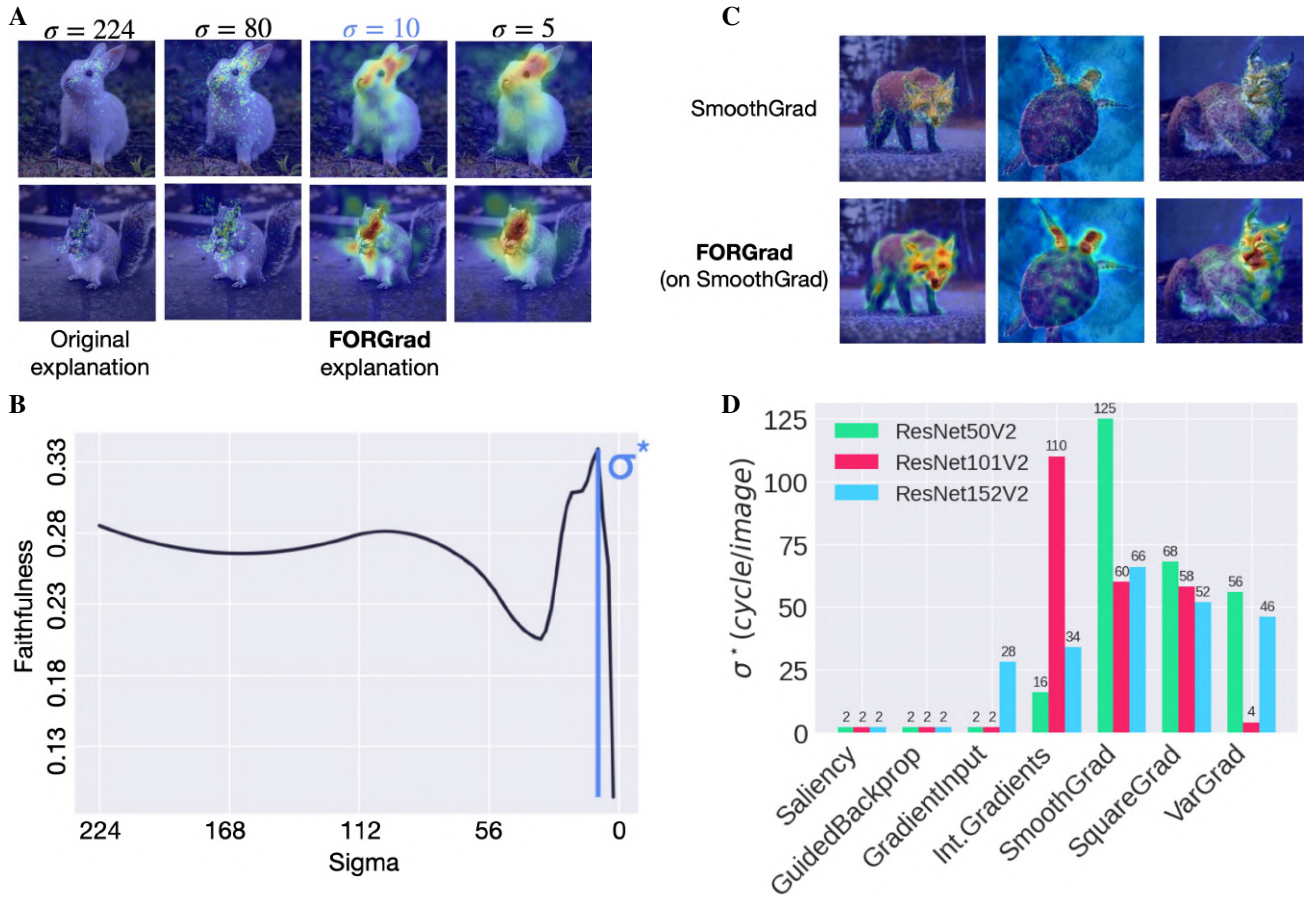 A
σ = 224
σ = 80
σ = 10
σ = 5
Original
explanation
FORGrad
explanation
B
0.33
0.28
0.23
0.18
0.13
Faithfulness
σ*
224
168
112
56
0
Sigma
C
SmoothGrad
FORGrad
(on SmoothGrad)
D
σ* (cycle/image)
125
100
75
50
25
0
ResNet50V2
ResNet101V2
ResNet152V2
2 2 2
2 2 2
2 2 28
16 110 34
125 60 66
68 58 52
56 4 46
Saliency
GuidedBackprop
GradientInput
Int.Gradients
SmoothGrad
SquareGrad
VarGrad